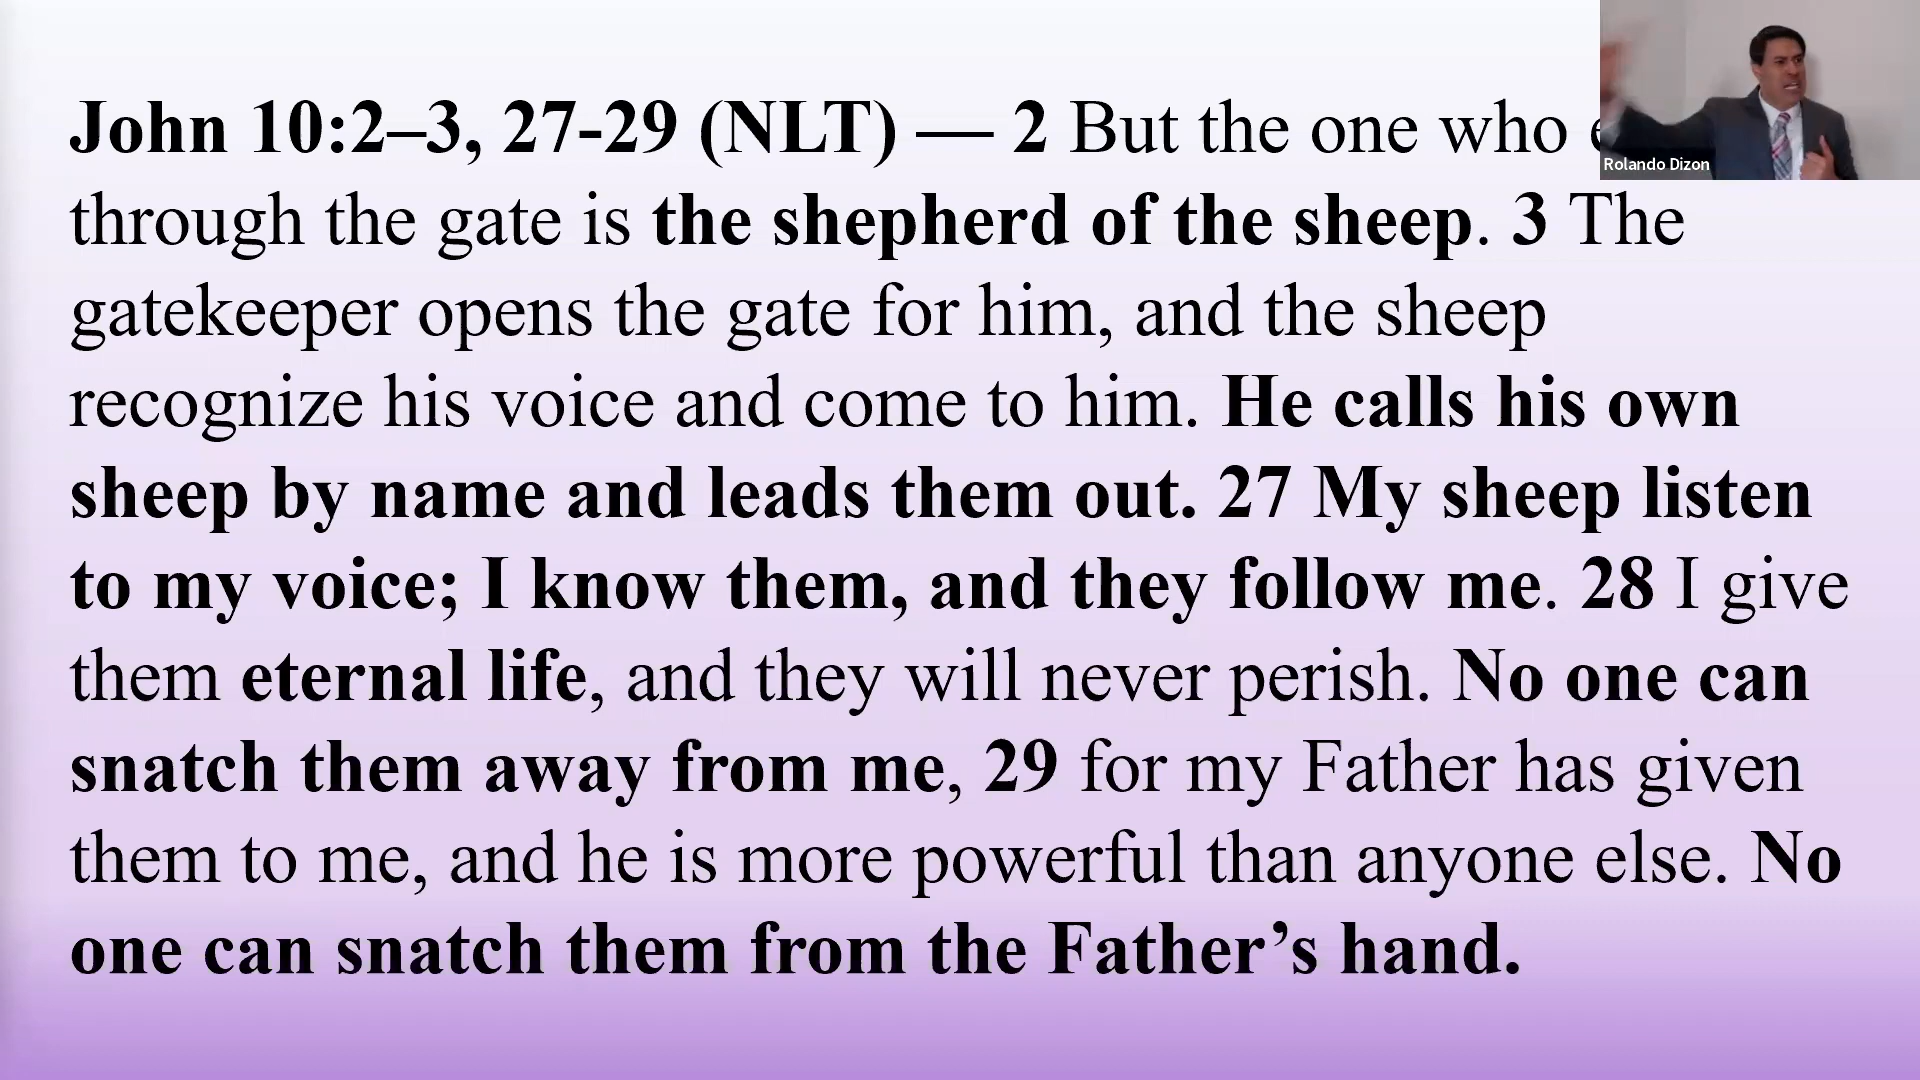 John 10:2–3, 27-29 (NLT) — 2 But the one who
through the gate is the shepherd of the sheep. 3 The
gatekeeper opens the gate for him, and the sheep
recognize his voice and come to him. He calls his own
sheep by name and leads them out. 27 My sheep listen
to my voice; I know them, and they follow me. 28 I give
them eternal life, and they will never perish. No one can
snatch them away from me, 29 for my Father has given
them to me, and he is more powerful than anyone else. No
one can snatch them from the Father’s hand.
Rolando Dizon